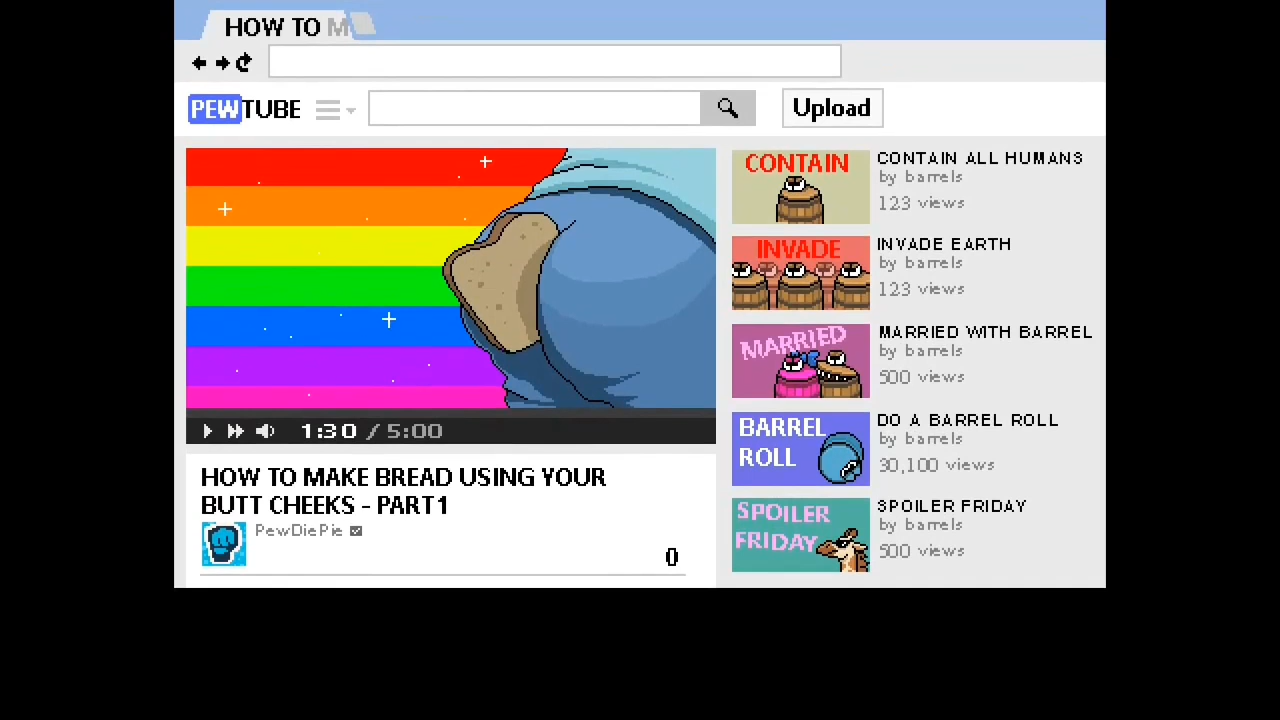 HOW TO M
PEWTUBE
Upload
1:30 / 5:00
HOW TO MAKE BREAD USING YOUR
BUTT CHEEKS - PART 1
PewDiePie
0
CONTAIN
CONTAIN ALL HUMANS
by barrels
123 views
INVADE
INVADE EARTH
by barrels
123 views
MARRIED
MARRIED WITH BARREL
by barrels
500 views
BARREL
ROLL
DO A BARREL ROLL
by barrels
30,100 views
SPOILER
FRIDAY
SPOILER FRIDAY
by barrels
500 views